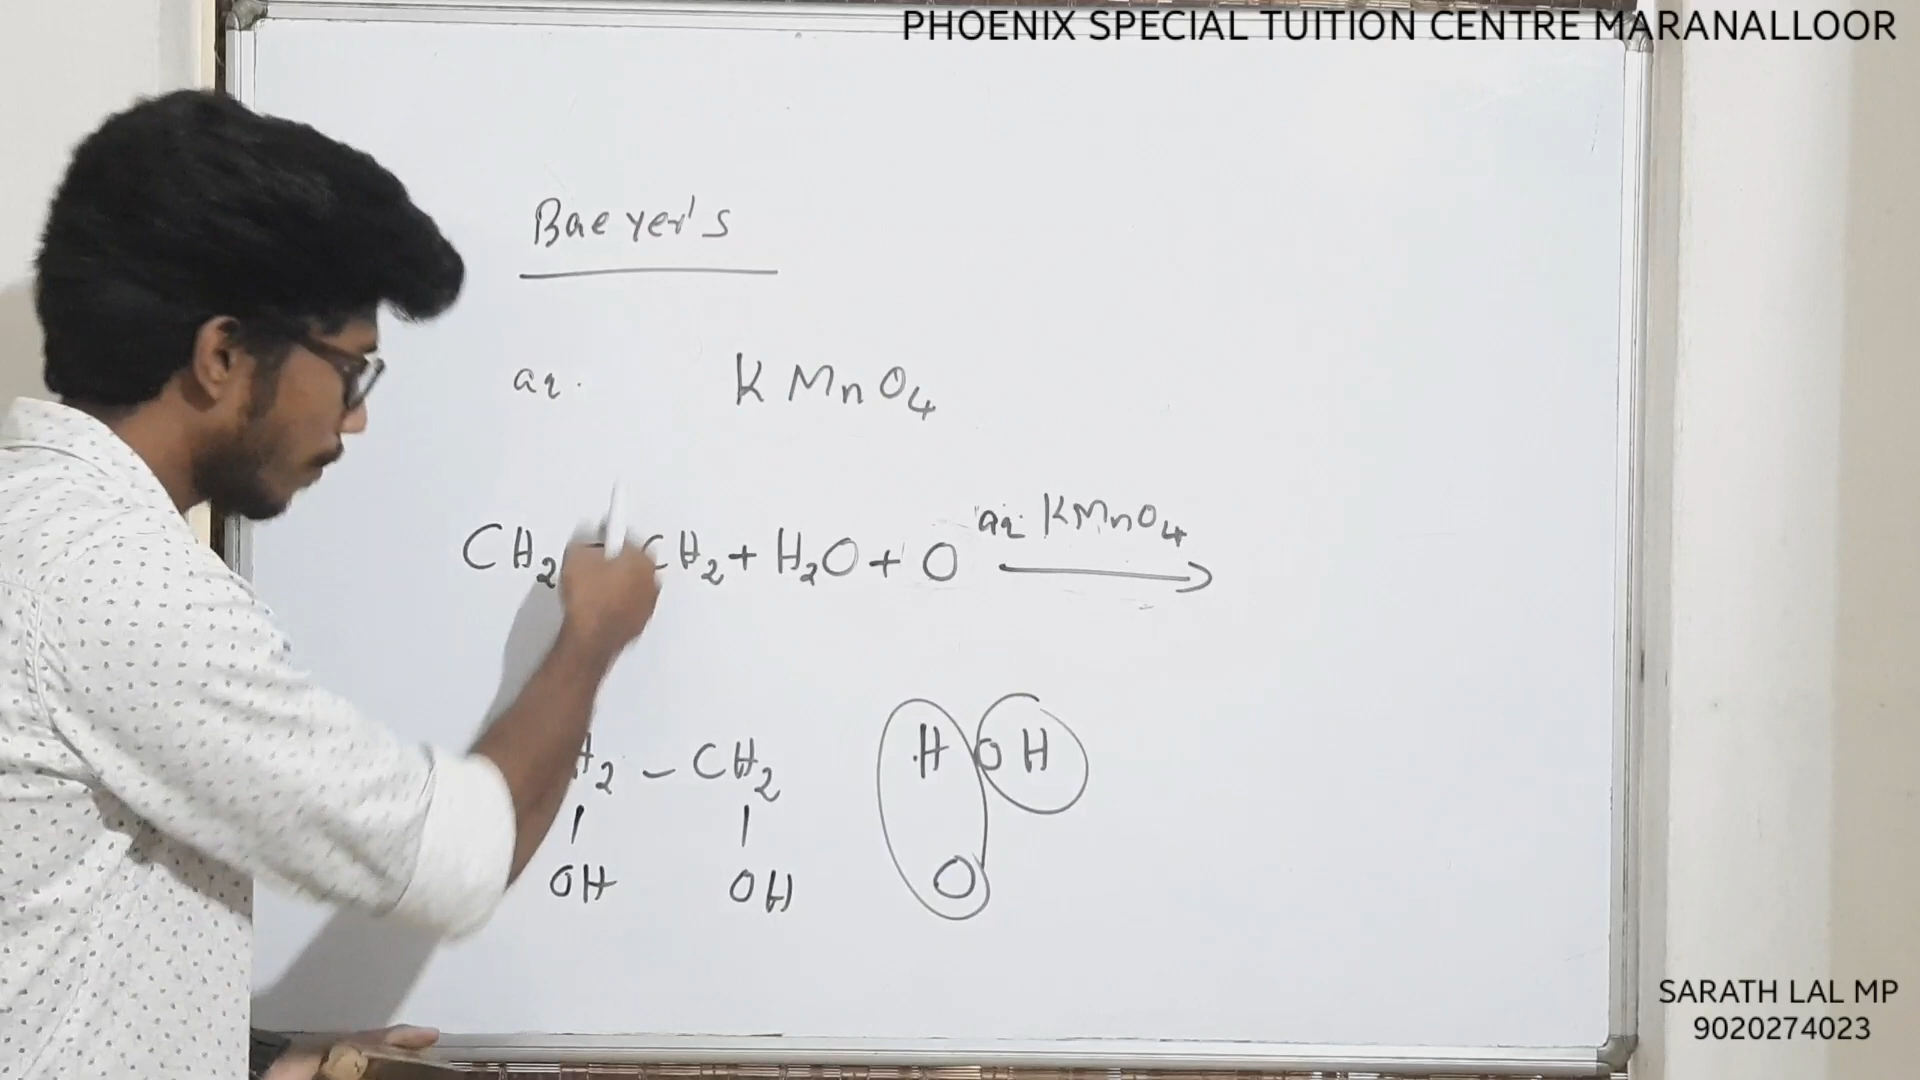 PHOENIX SPECIAL TUITION CENTRE MARANALLOOR
Baeyer's
aq. KMnO₄
CH₂ = CH₂ + H₂O + O aq KMnO₄ →
H₂ – CH₂ H OH
| |
OH OH O
SARATH LAL MP
9020274023